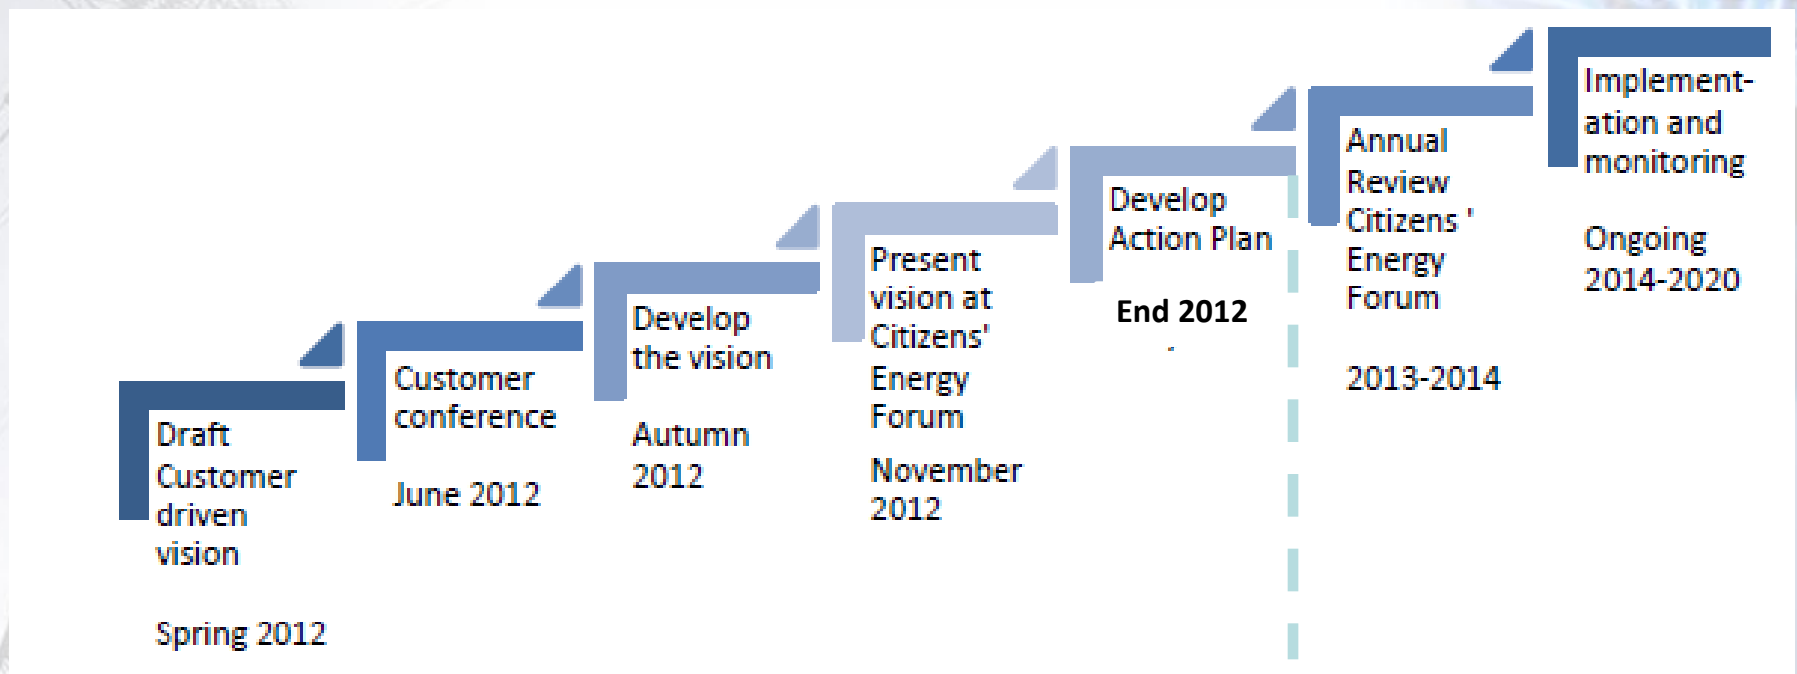 Draft
Customer
driven
vision
Spring 2012
Customer
conference
June 2012
Develop
the vision
Autumn
2012
Present
vision at
Citizens'
Energy
Forum
November
2012
Develop
Action Plan
End 2012
Annual
Review
Citizens '
Energy
Forum
2013-2014
Implement-
ation and
monitoring
Ongoing
2014-2020